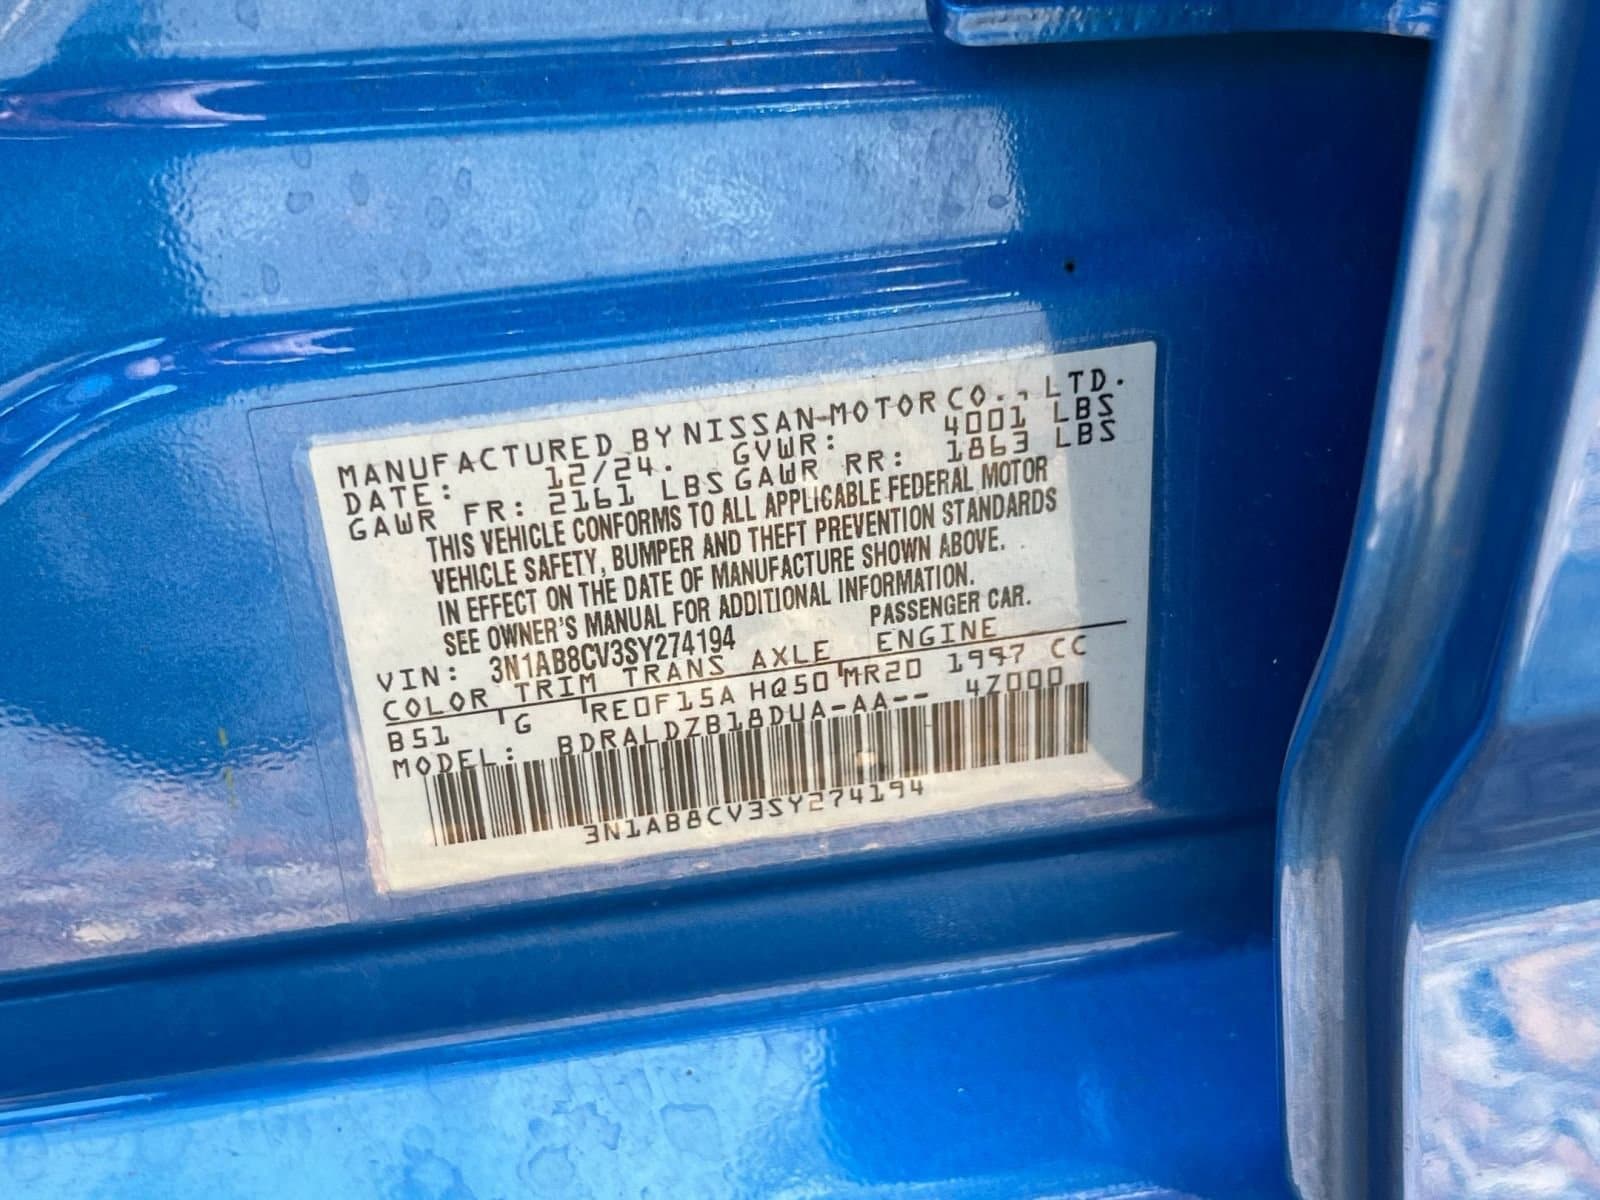 MANUFACTURED BY NISSAN MOTOR CO., LTD.
DATE: 12/24. GVWR: 4001 LBS
GAWR FR: 2161 LBS GAWR RR: 1863 LBS
THIS VEHICLE CONFORMS TO ALL APPLICABLE FEDERAL MOTOR
VEHICLE SAFETY, BUMPER AND THEFT PREVENTION STANDARDS
IN EFFECT ON THE DATE OF MANUFACTURE SHOWN ABOVE.
SEE OWNER'S MANUAL FOR ADDITIONAL INFORMATION.
VIN: 3N1AB8CV3SY274194 PASSENGER CAR.
COLOR TRIM TRANS AXLE ENGINE
B51 G RE0F15A HQ50 MR20 1997 CC
MODEL: BDRALDZB18DUA-AA-- 4Z000
3N1AB8CV3SY274194